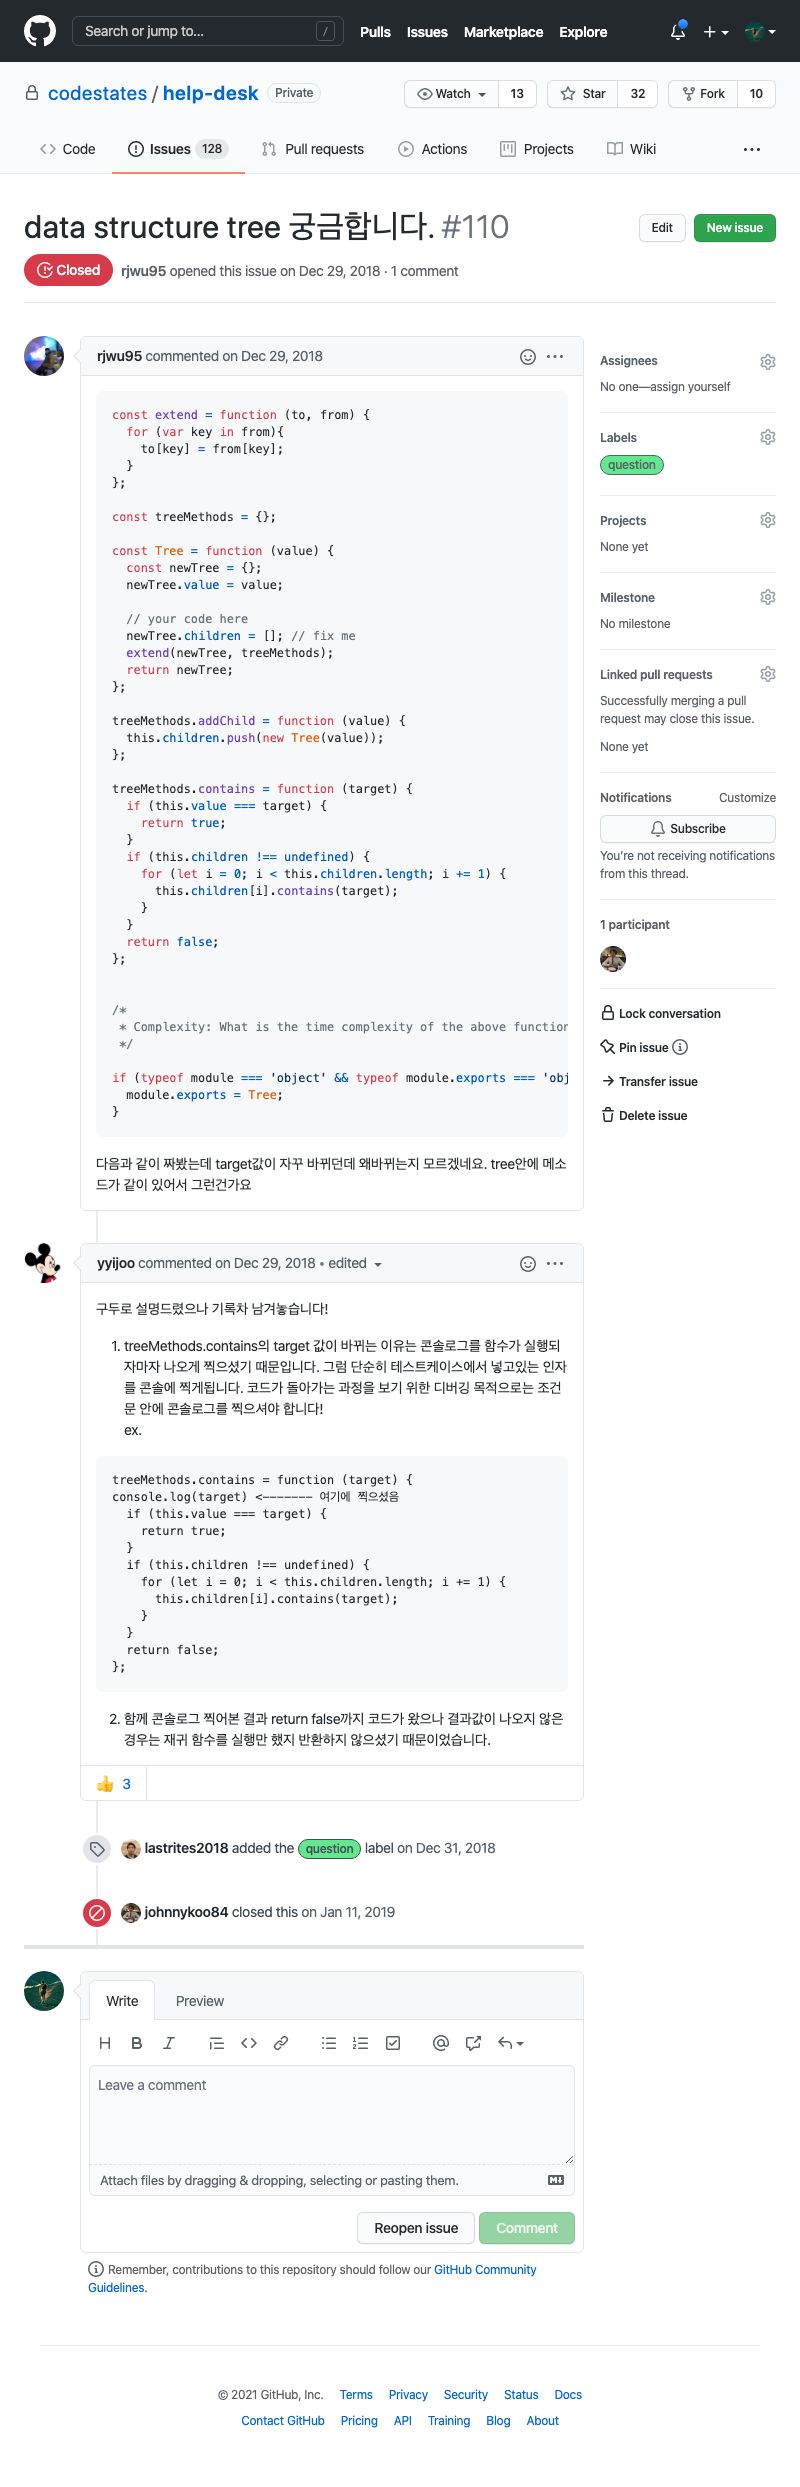 Search or jump to... /
Pulls Issues Marketplace Explore
codestates / help-desk Private
Watch 13 Star 32 Fork 10
Code Issues 128 Pull requests Actions Projects Wiki ...
data structure tree 궁금합니다. #110
Edit New issue
Closed rjwu95 opened this issue on Dec 29, 2018 · 1 comment
rjwu95 commented on Dec 29, 2018
const extend = function (to, from) {
  for (var key in from){
    to[key] = from[key];
  }
};
const treeMethods = {};
const Tree = function (value) {
  const newTree = {};
  newTree.value = value;
  // your code here
  newTree.children = []; // fix me
  extend(newTree, treeMethods);
  return newTree;
};
treeMethods.addChild = function (value) {
  this.children.push(new Tree(value));
};
treeMethods.contains = function (target) {
  if (this.value === target) {
    return true;
  }
  if (this.children !== undefined) {
    for (let i = 0; i < this.children.length; i += 1) {
      this.children[i].contains(target);
    }
  }
  return false;
};
/*
 * Complexity: What is the time complexity of the above function
 */
if (typeof module === 'object' && typeof module.exports === 'obj
  module.exports = Tree;
}
다음과 같이 짜봤는데 target값이 자꾸 바뀌던데 왜바뀌는지 모르겠네요. tree안에 메소
드가 같이 있어서 그런건가요
Assignees
No one—assign yourself
Labels
question
Projects
None yet
Milestone
No milestone
Linked pull requests
Successfully merging a pull
request may close this issue.
None yet
Notifications Customize
Subscribe
You're not receiving notifications
from this thread.
1 participant
Lock conversation
Pin issue
Transfer issue
Delete issue
yyijoo commented on Dec 29, 2018 • edited
구두로 설명드렸으나 기록차 남겨놓습니다!
1. treeMethods.contains의 target 값이 바뀌는 이유는 콘솔로그를 함수가 실행되
자마자 나오게 찍으셨기 때문입니다. 그럼 단순히 테스트케이스에서 넣고있는 인자
를 콘솔에 찍게됩니다. 코드가 돌아가는 과정을 보기 위한 디버깅 목적으로는 조건
문 안에 콘솔로그를 찍으셔야 합니다!
ex.
treeMethods.contains = function (target) {
console.log(target) <------- 여기에 찍으셨음
  if (this.value === target) {
    return true;
  }
  if (this.children !== undefined) {
    for (let i = 0; i < this.children.length; i += 1) {
      this.children[i].contains(target);
    }
  }
  return false;
};
2. 함께 콘솔로그 찍어본 결과 return false까지 코드가 왔으나 결과값이 나오지 않은
경우는 재귀 함수를 실행만 했지 반환하지 않으셨기 때문이었습니다.
👍 3
lastrites2018 added the question label on Dec 31, 2018
johnnykoo84 closed this on Jan 11, 2019
Write Preview
H B I
Leave a comment
Attach files by dragging & dropping, selecting or pasting them.
Reopen issue Comment
Remember, contributions to this repository should follow our GitHub Community
Guidelines.
© 2021 GitHub, Inc. Terms Privacy Security Status Docs
Contact GitHub Pricing API Training Blog About